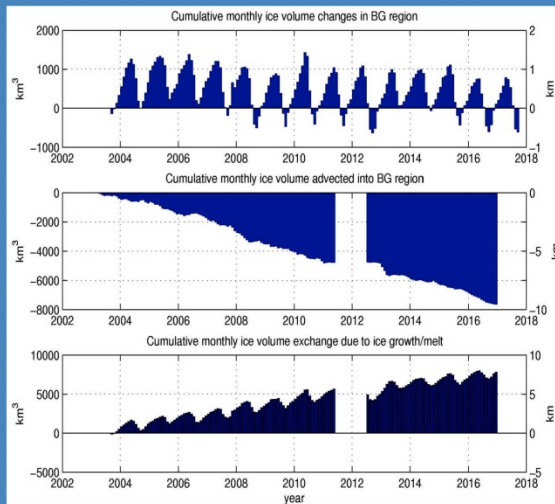 Cumulative monthly ice volume changes in BG region
2000
1000
0
-1000
km³
2
1
0
-1
km
2002 2004 2006 2008 2010 2012 2014 2016 2018
Cumulative monthly ice volume advected into BG region
0
-2000
-4000
-6000
-8000
km³
0
-5
-10
km
2002 2004 2006 2008 2010 2012 2014 2016 2018
Cumulative monthly ice volume exchange due to ice growth/melt
10000
5000
0
-5000
km³
10
5
0
5
km
2002 2004 2006 2008 2010 2012 2014 2016 2018
year